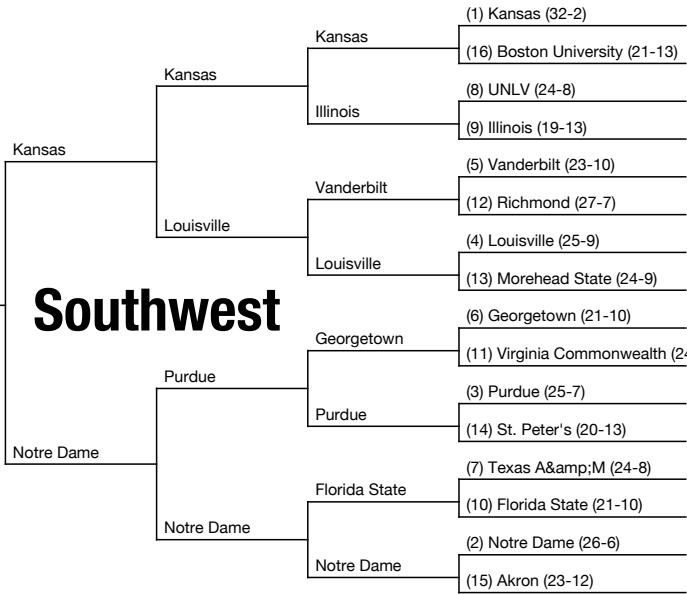 (1) Kansas (32-2)
Kansas
(16) Boston University (21-13)
Kansas
(8) UNLV (24-8)
Illinois
(9) Illinois (19-13)
Kansas
(5) Vanderbilt (23-10)
Vanderbilt
(12) Richmond (27-7)
Louisville
(4) Louisville (25-9)
Louisville
(13) Morehead State (24-9)
Southwest
(6) Georgetown (21-10)
Georgetown
(11) Virginia Commonwealth (24
Purdue
(3) Purdue (25-7)
Purdue
(14) St. Peter's (20-13)
Notre Dame
(7) Texas A&amp;M (24-8)
Florida State
(10) Florida State (21-10)
Notre Dame
(2) Notre Dame (26-6)
Notre Dame
(15) Akron (23-12)